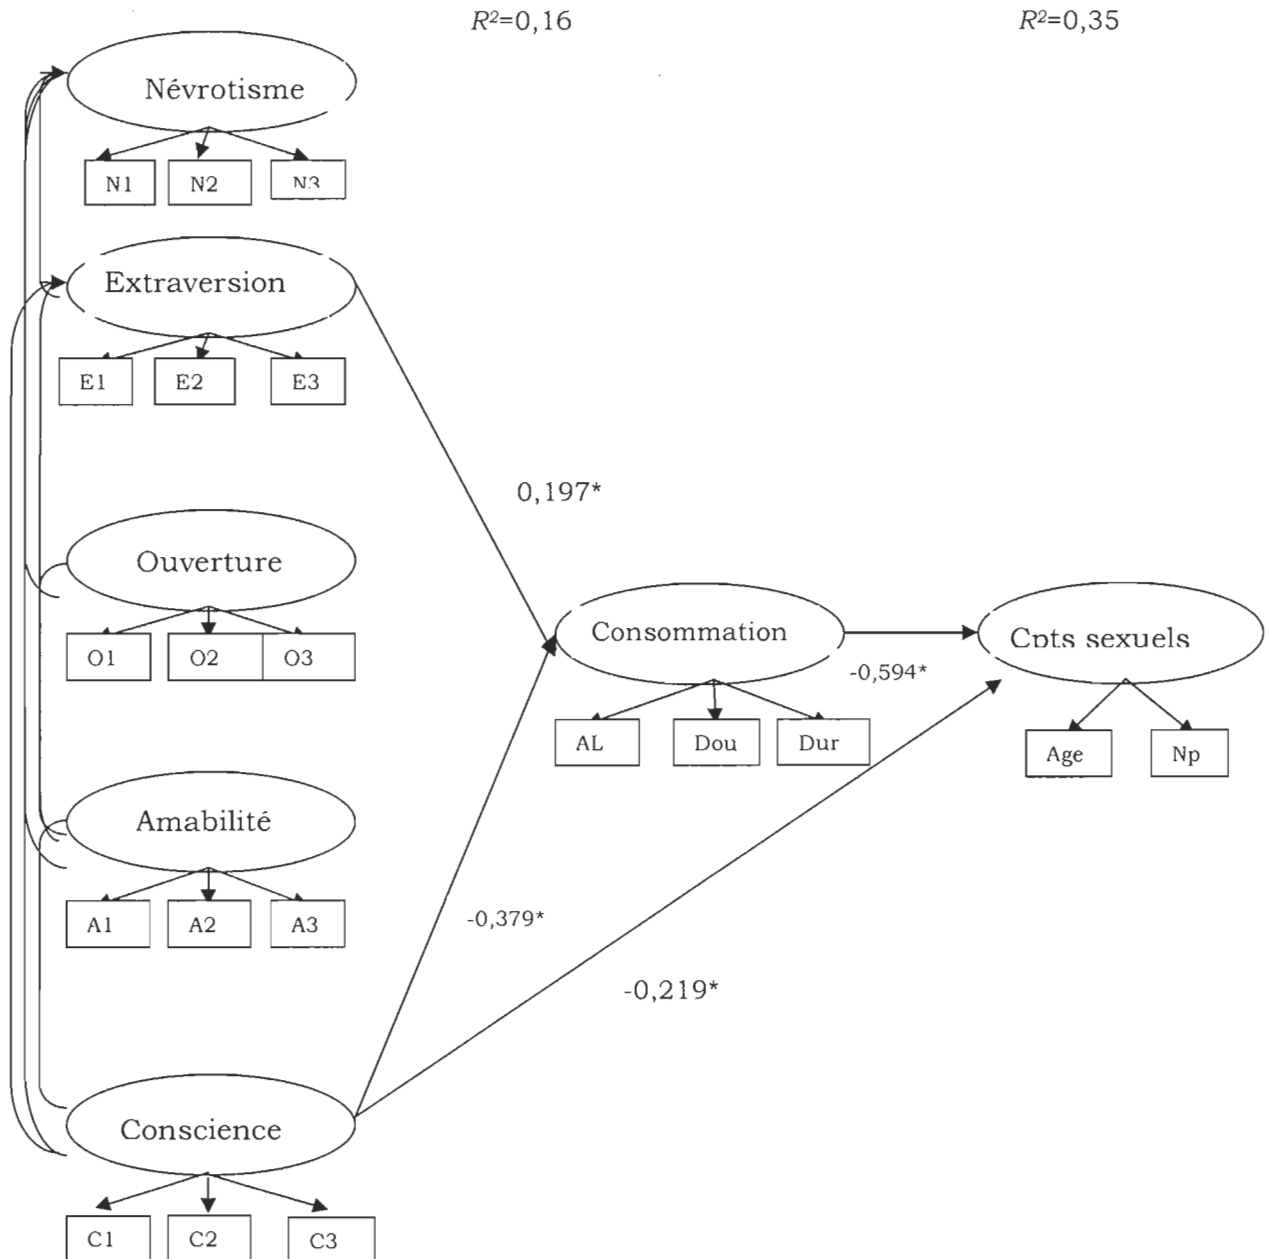 R²=0,16 R²=0,35
Névrotisme
N1 N2 N3
Extraversion
E1 E2 E3
0,197*
Ouverture
Consommation Cpts sexuels
O1 O2 O3
-0,594*
AL Dou Dur Age Np
Amabilité
A1 A2 A3
-0,379*
-0,219*
Conscience
C1 C2 C3